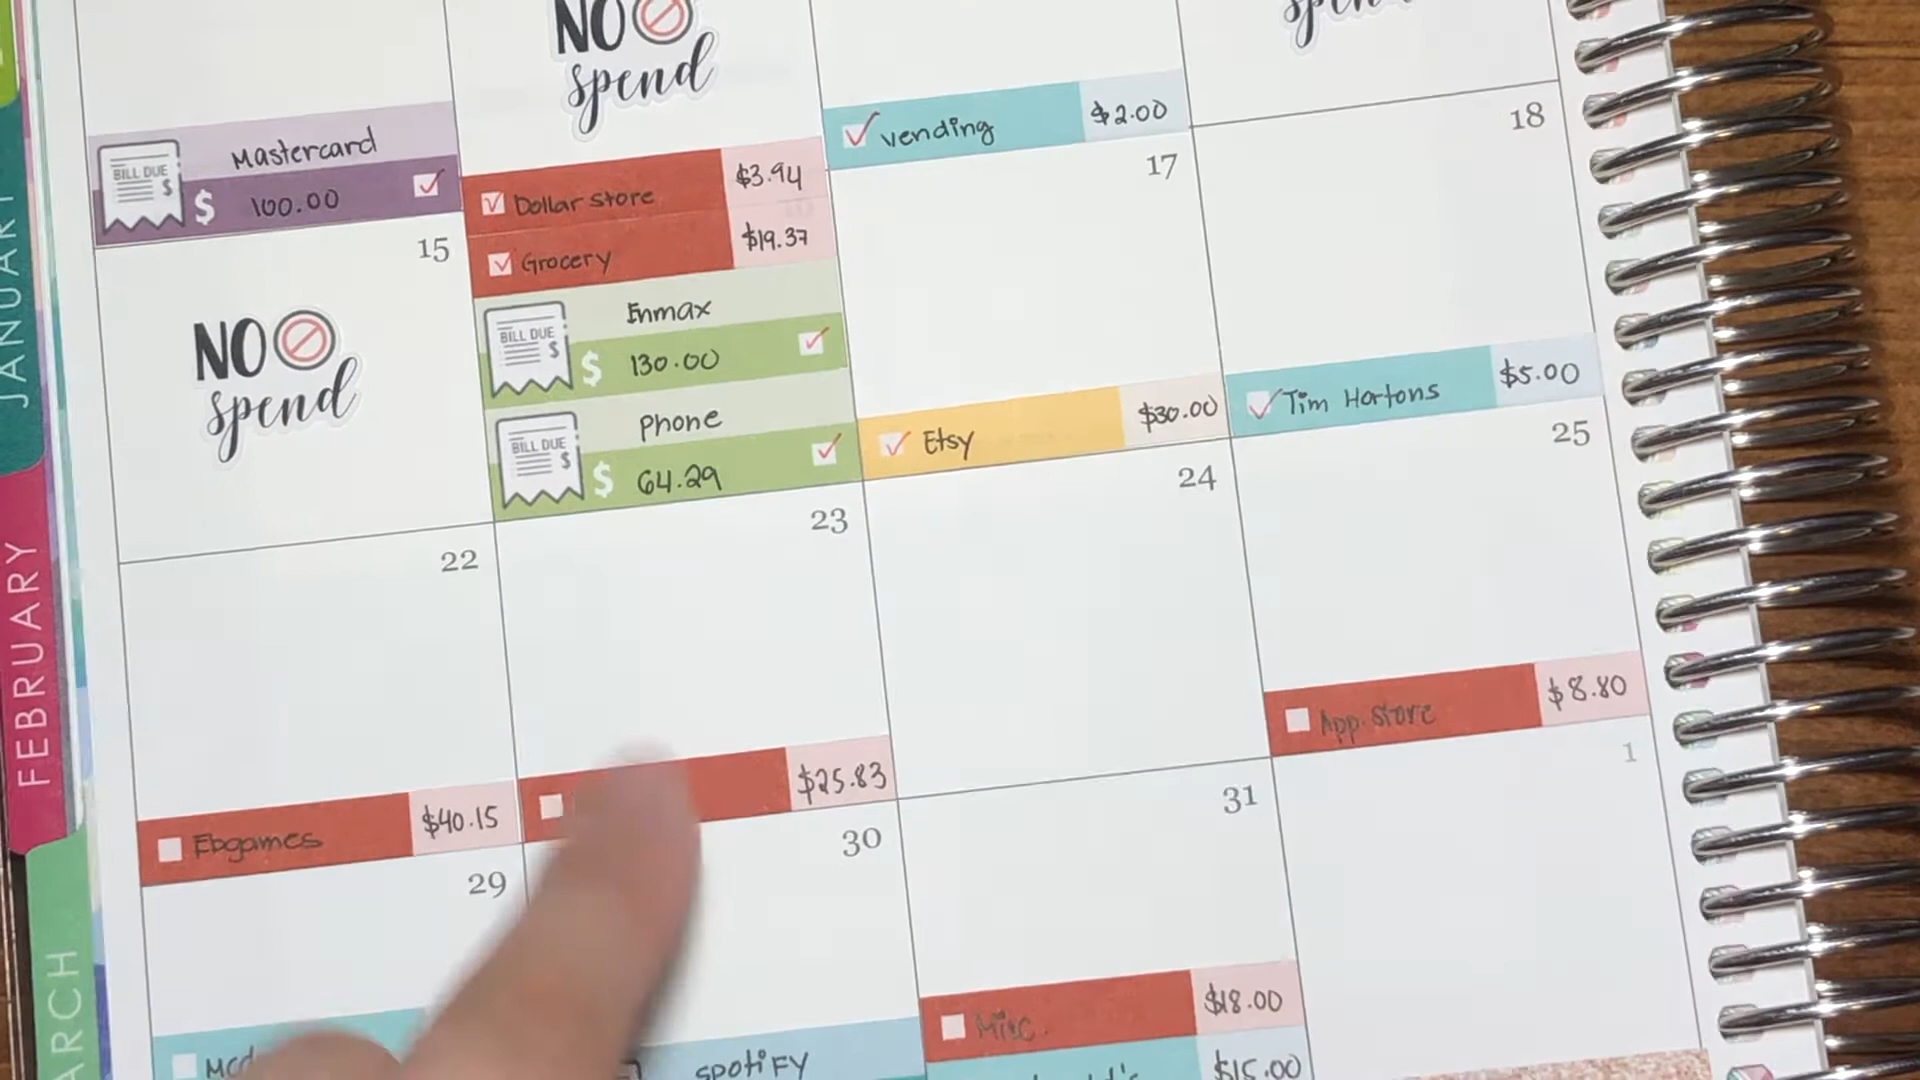 NO
spend
Mastercard
BILL DUE
$ 100.00
vending $2.00
18
Dollar store $3.94
17
15
Grocery $19.37
NO
spend
Enmax
BILL DUE
$ 130.00
Phone
BILL DUE
$ 64.29
Etsy $30.00
Tim Hortons $5.00
22
23
24
25
Ebgames $40.15
$25.83
App. store $8.80
29
30
31
1
Misc. $18.00
Mcd
SPOTIFY
$15.00
JANUARY
FEBRUARY